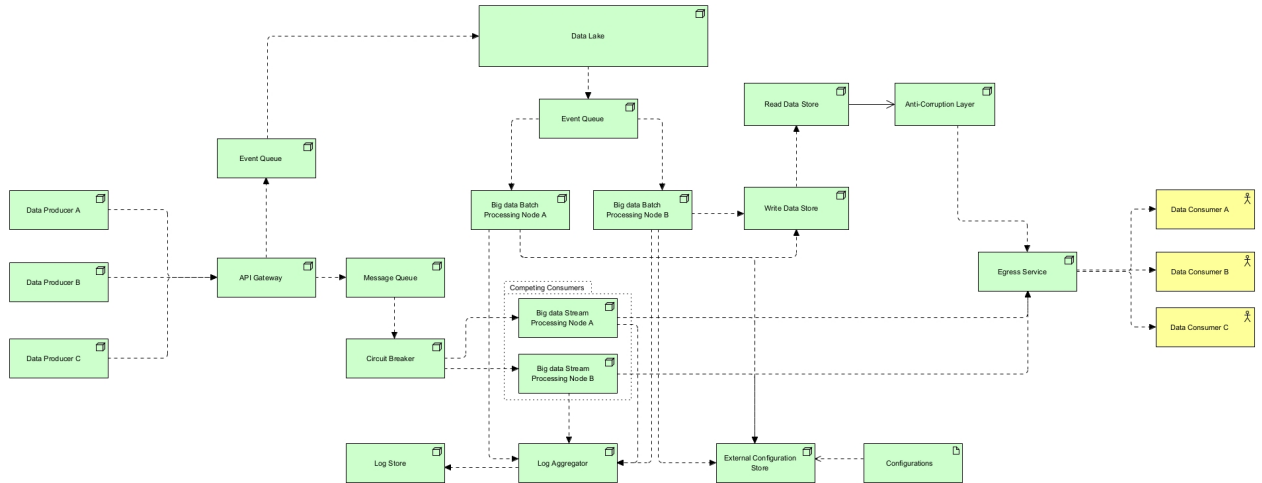 Data Lake
Read Data Store
Anti-Corruption Layer
Event Queue
Event Queue
Data Producer A
Big data Batch
Processing Node A
Big data Batch
Processing Node B
Write Data Store
Data Consumer A
Data Producer B
API Gateway
Message Queue
Egress Service
Data Consumer B
Competing Consumers
Big data Stream
Processing Node A
Data Consumer C
Data Producer C
Circuit Breaker
Big data Stream
Processing Node B
Log Store
Log Aggregator
External Configuration
Store
Configurations